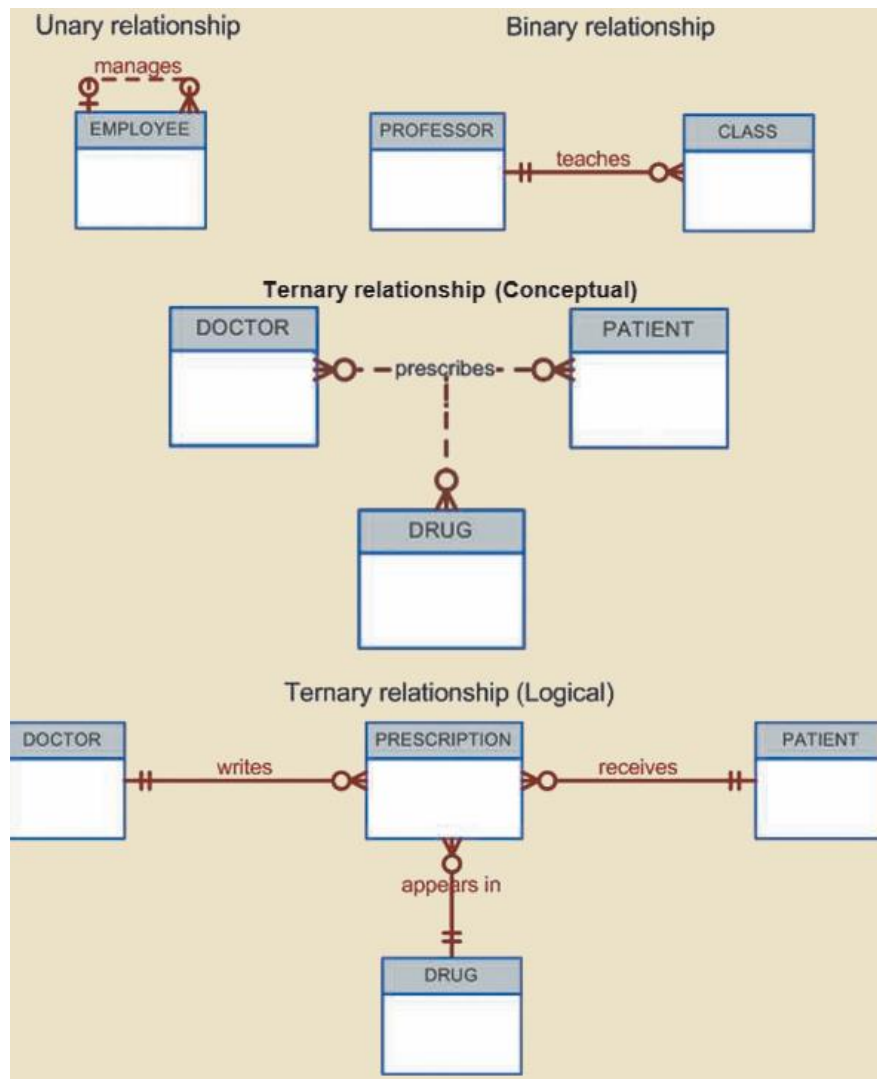 Unary relationship
Binary relationship
manages
EMPLOYEE
PROFESSOR
teaches
CLASS
Ternary relationship (Conceptual)
DOCTOR
prescribes
PATIENT
DRUG
Ternary relationship (Logical)
DOCTOR
writes
PRESCRIPTION
receives
PATIENT
appears in
DRUG